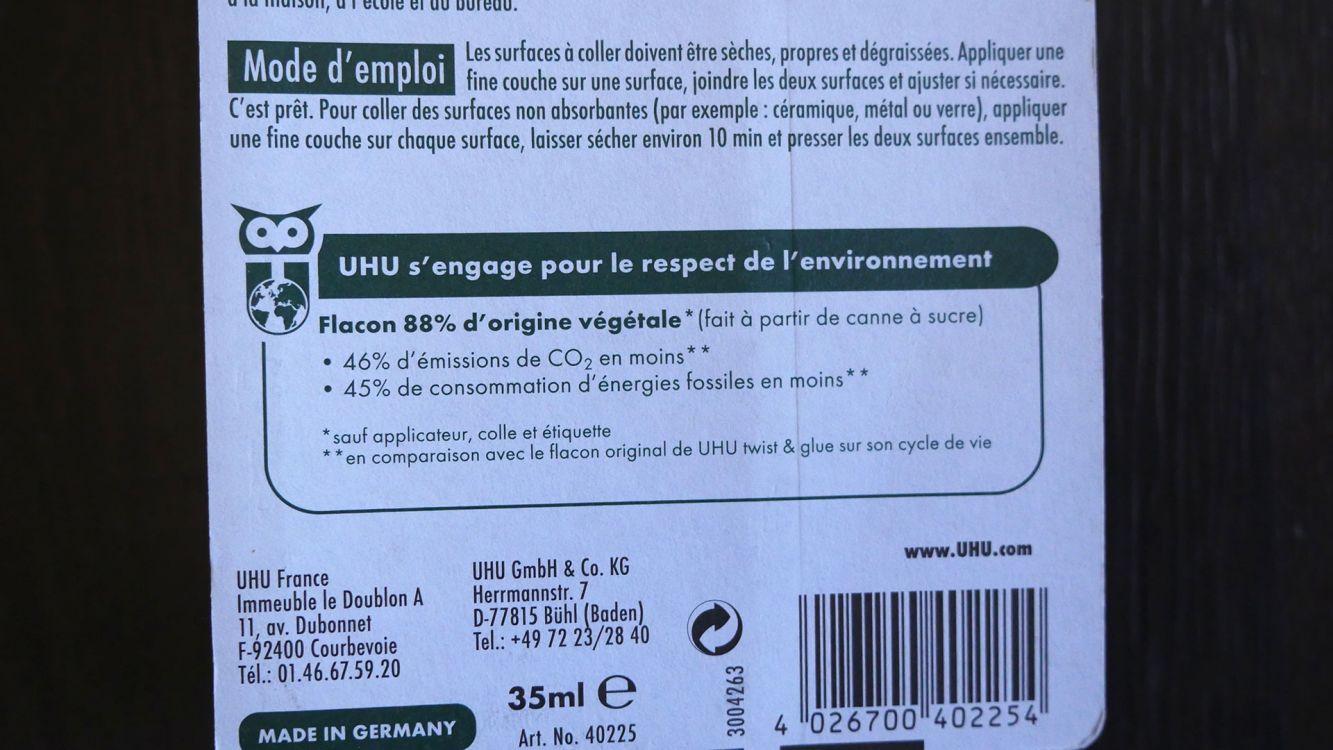 à la maison, à l'école et au bureau.
Mode d'emploi
Les surfaces à coller doivent être sèches, propres et dégraissées. Appliquer une
fine couche sur une surface, joindre les deux surfaces et ajuster si nécessaire.
C'est prêt. Pour coller des surfaces non absorbantes (par exemple : céramique, métal ou verre), appliquer
une fine couche sur chaque surface, laisser sécher environ 10 min et presser les deux surfaces ensemble.
UHU s'engage pour le respect de l'environnement
Flacon 88% d'origine végétale* (fait à partir de canne à sucre)
• 46% d'émissions de CO₂ en moins**
• 45% de consommation d'énergies fossiles en moins**
*sauf applicateur, colle et étiquette
**en comparaison avec le flacon original de UHU twist & glue sur son cycle de vie
www.UHU.com
UHU France
Immeuble le Doublon A
11, av. Dubonnet
F-92400 Courbevoie
Tél.: 01.46.67.59.20
UHU GmbH & Co. KG
Herrmannstr. 7
D-77815 Bühl (Baden)
Tel.: +49 72 23/28 40
35ml e
Art. No. 40225
MADE IN GERMANY
3004263
4 026700 402254